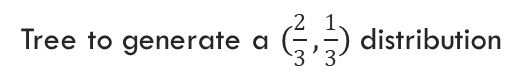 Tree to generate a (2/3, 1/3) distribution